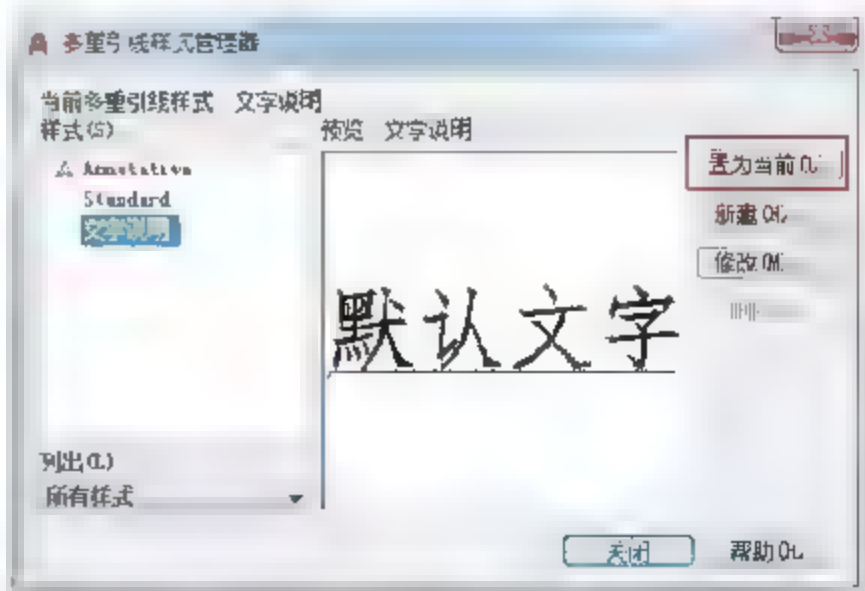 多重引线样式管理器
当前多重引线样式 文字说明
样式(S)
预览 文字说明
Annotative
Standard
文字说明
置为当前(U)
新建(N)
修改(M)
默认文字
列出(L)
所有样式
关闭
帮助(H)